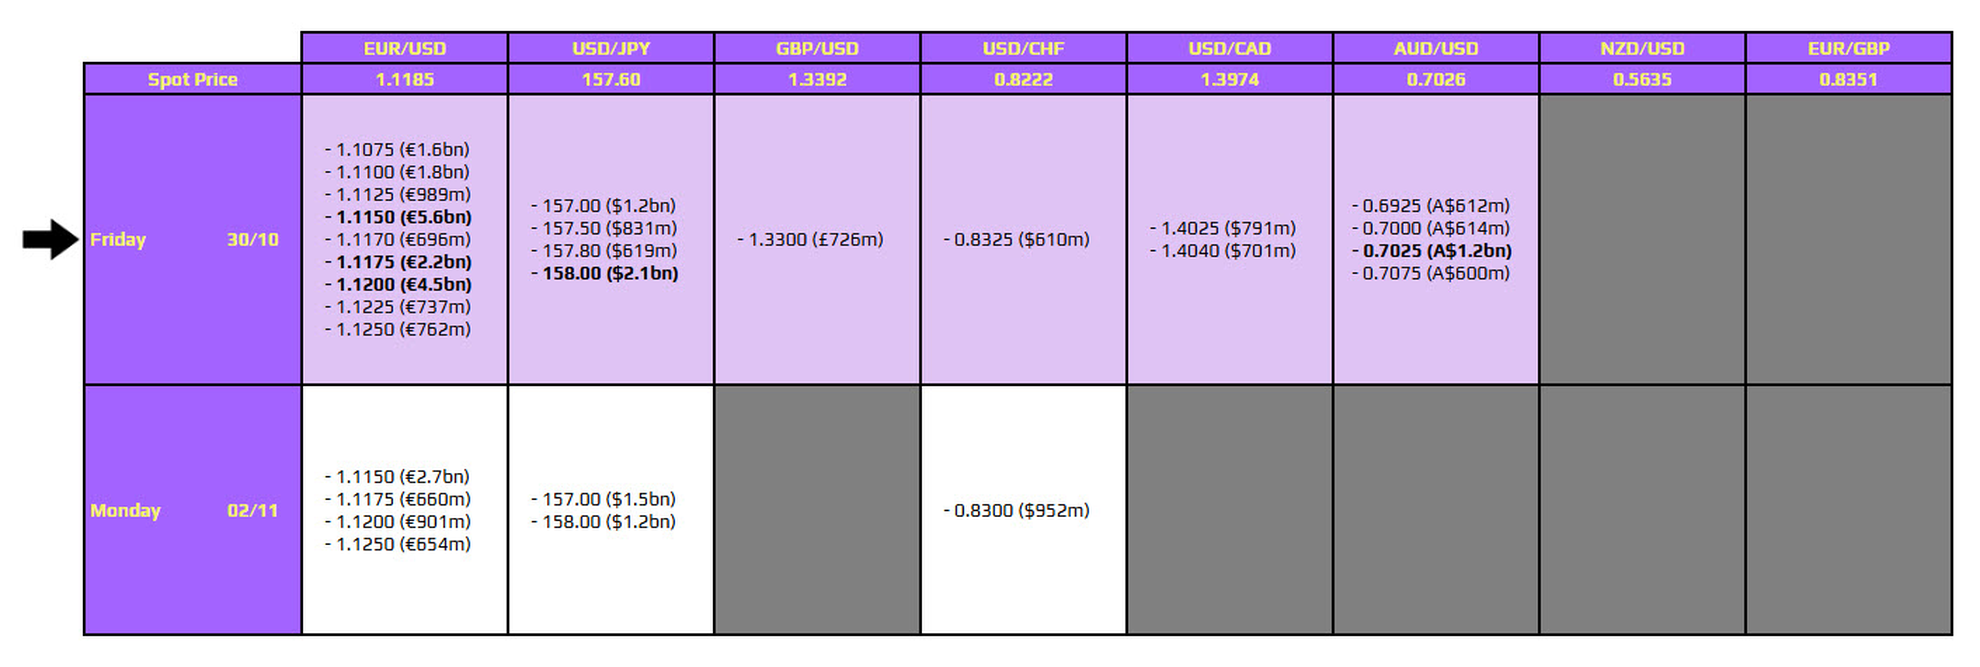 EUR/USD USD/JPY GBP/USD USD/CHF USD/CAD AUD/USD NZD/USD EUR/GBP
Spot Price 1.1185 157.60 1.3392 0.8222 1.3974 0.7026 0.5635 0.8351
Friday 30/10
- 1.1075 (€1.6bn)
- 1.1100 (€1.8bn)
- 1.1125 (€989m)
- 1.1150 (€5.6bn)
- 1.1170 (€696m)
- 1.1175 (€2.2bn)
- 1.1200 (€4.5bn)
- 1.1225 (€737m)
- 1.1250 (€762m)
- 157.00 ($1.2bn)
- 157.50 ($831m)
- 157.80 ($619m)
- 158.00 ($2.1bn)
- 1.3300 (£726m)
- 0.8325 ($610m)
- 1.4025 ($791m)
- 1.4040 ($701m)
- 0.6925 (A$612m)
- 0.7000 (A$614m)
- 0.7025 (A$1.2bn)
- 0.7075 (A$600m)
Monday 02/11
- 1.1150 (€2.7bn)
- 1.1175 (€660m)
- 1.1200 (€901m)
- 1.1250 (€654m)
- 157.00 ($1.5bn)
- 158.00 ($1.2bn)
- 0.8300 ($952m)